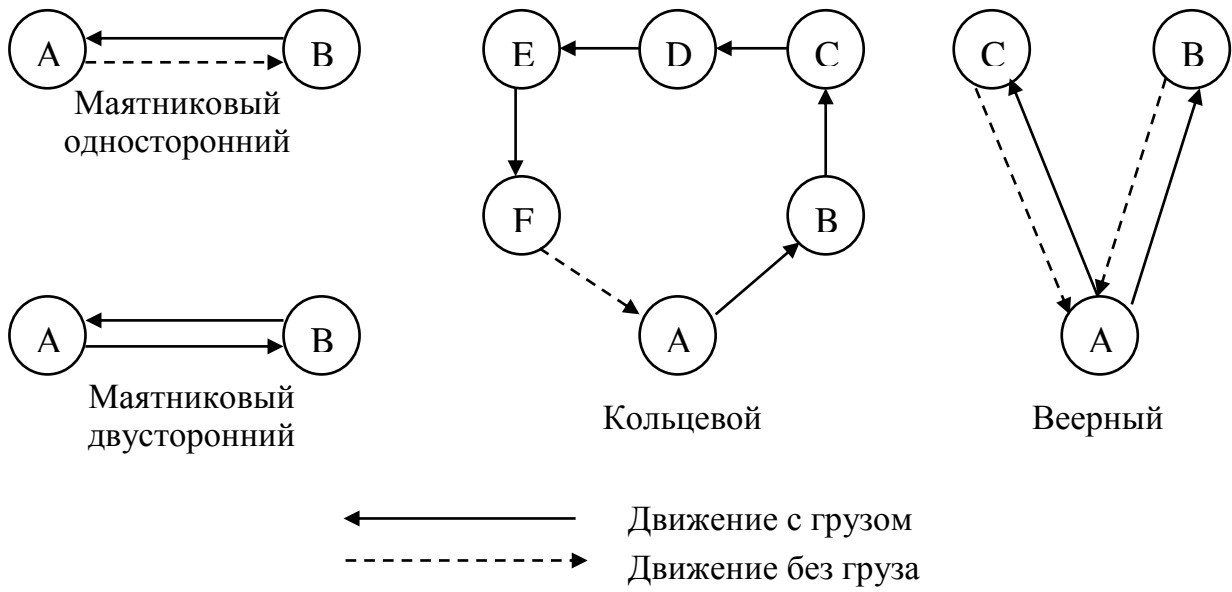 A B
Маятниковый
односторонний
A B
Маятниковый
двусторонний
E D C
F B
A
Кольцевой
C B
A
Веерный
Движение с грузом
Движение без груза